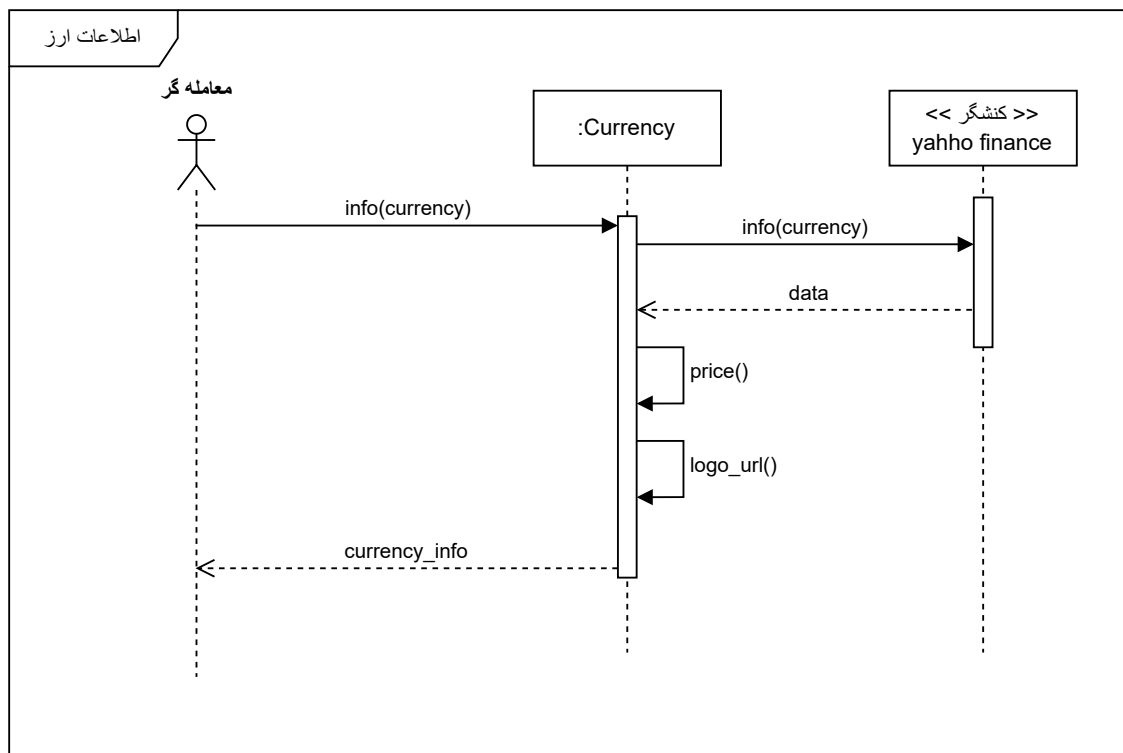 اطلاعات ارز
معامله گر
:Currency
<< کنشگر >>
yahho finance
info(currency)
info(currency)
data
price()
logo_url()
currency_info